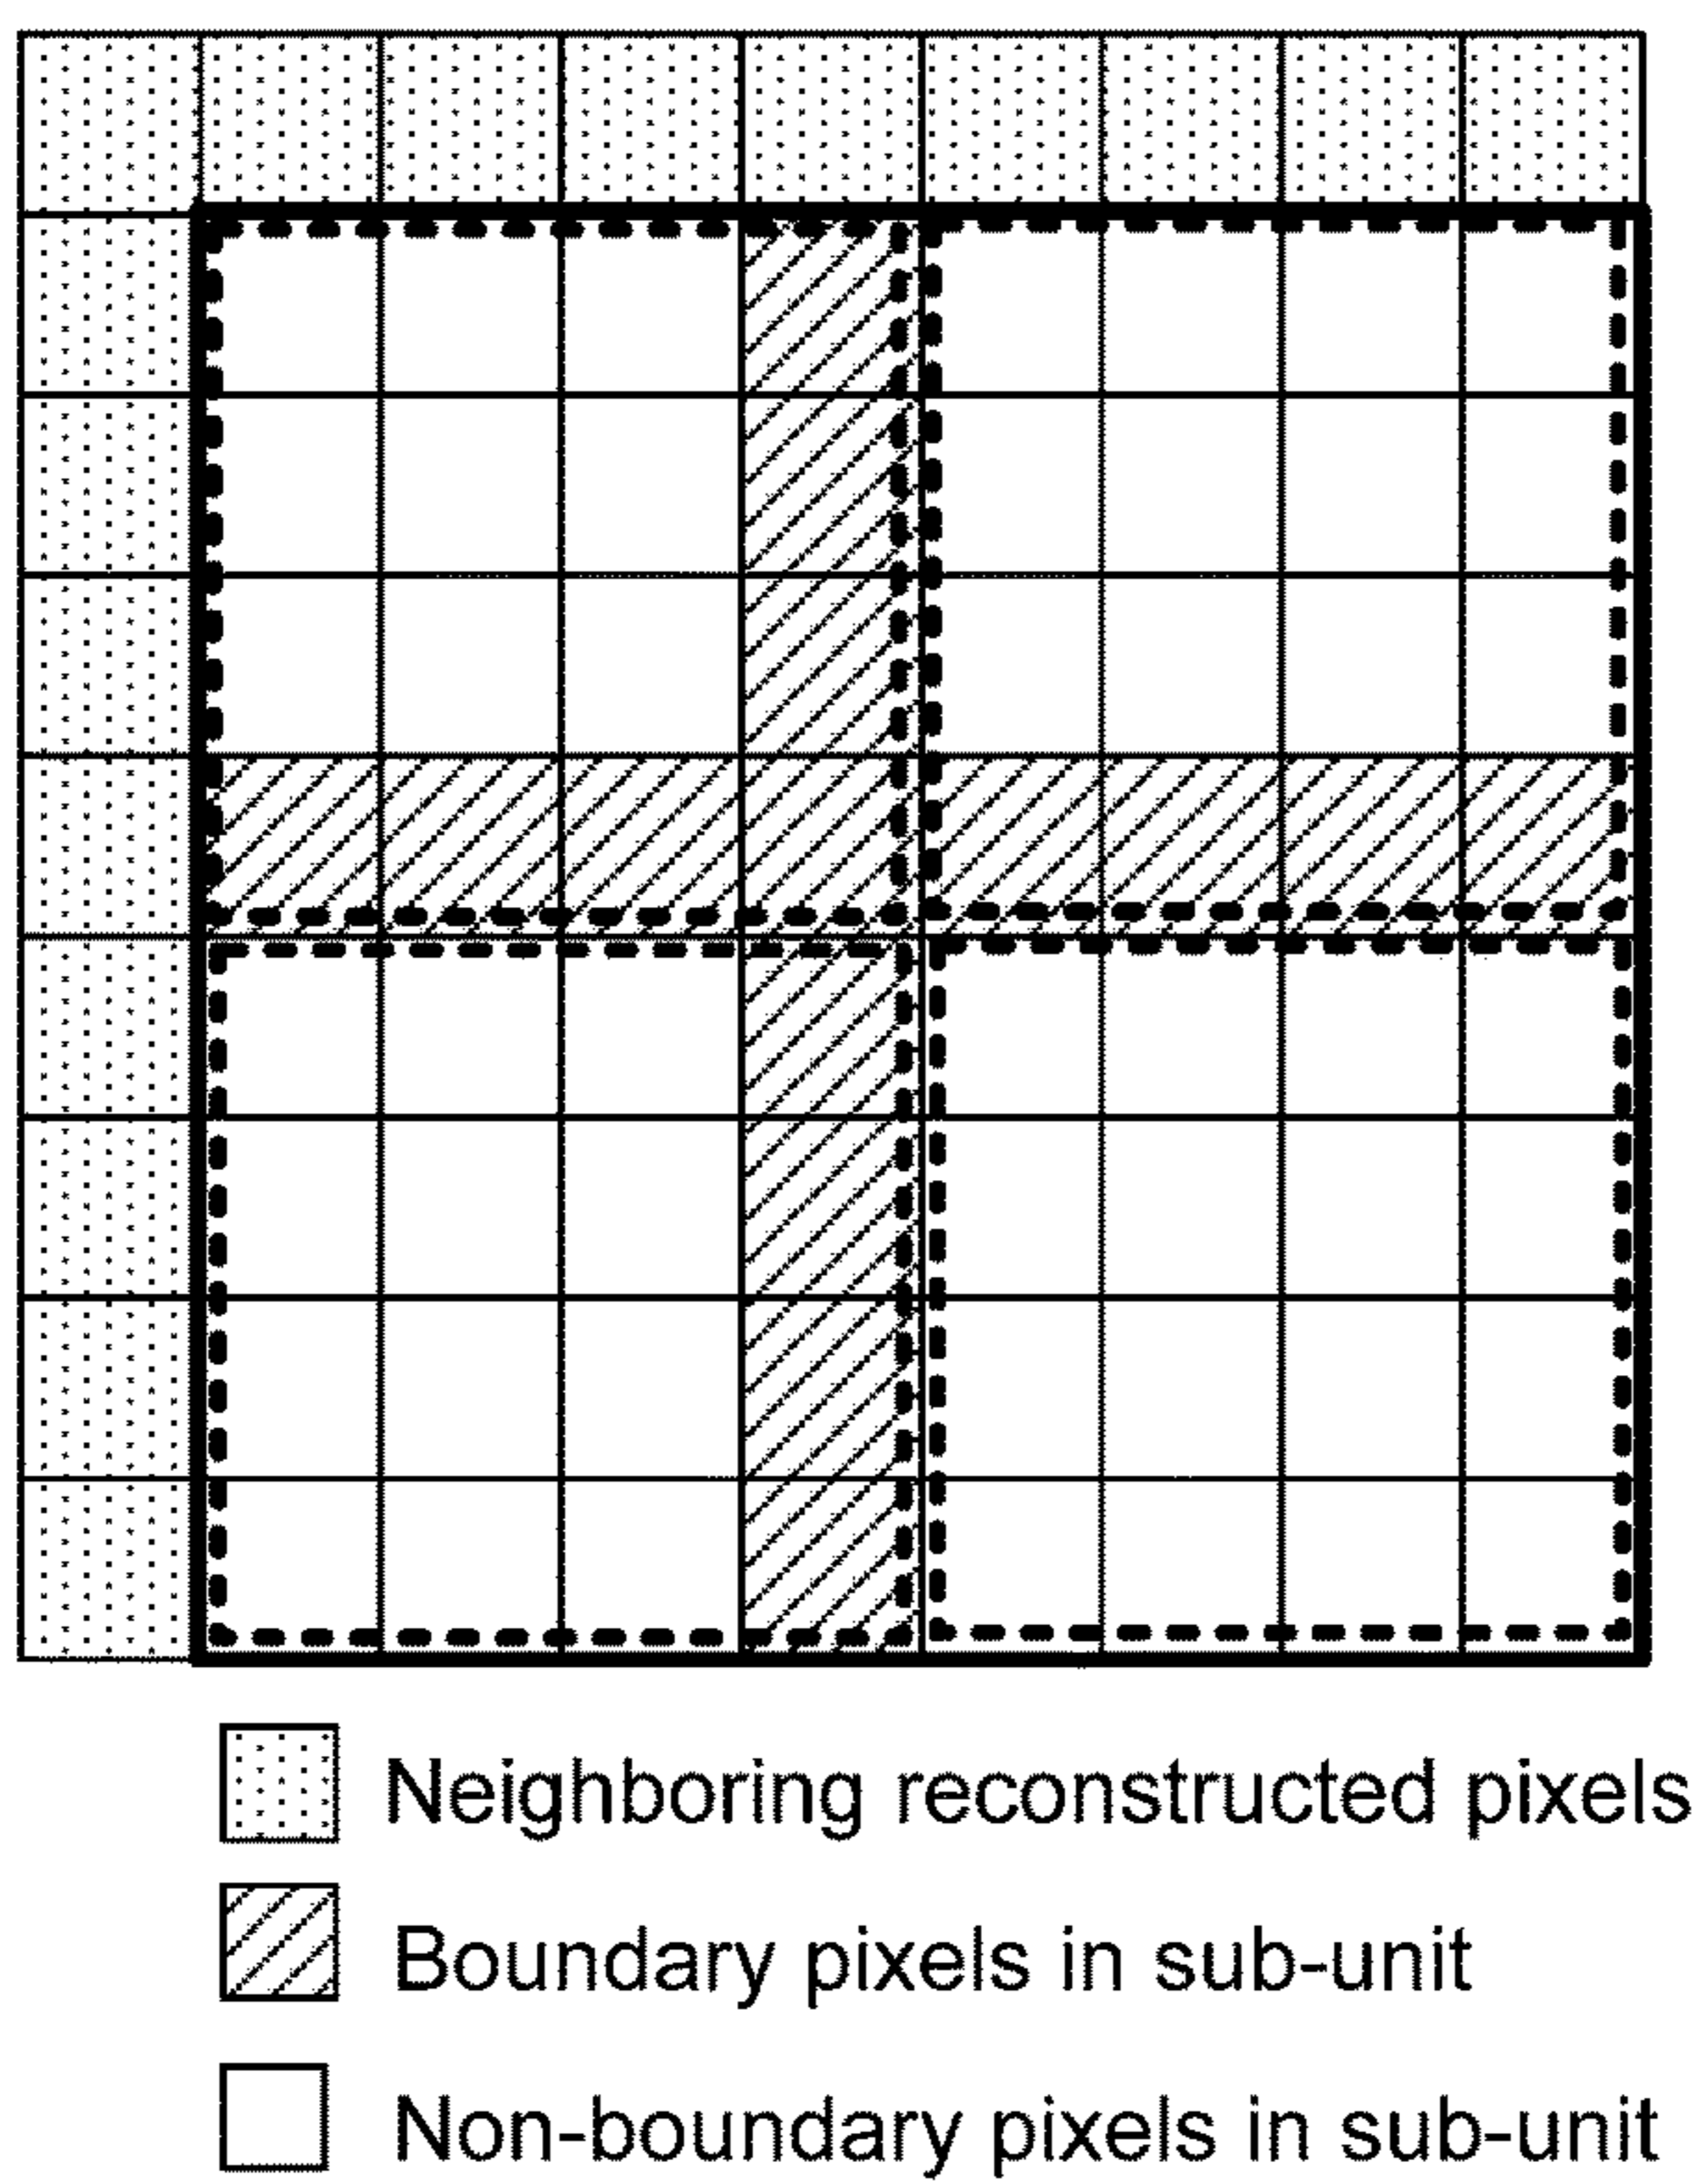 Neighboring reconstructed pixels
Boundary pixels in sub-unit
Non-boundary pixels in sub-unit